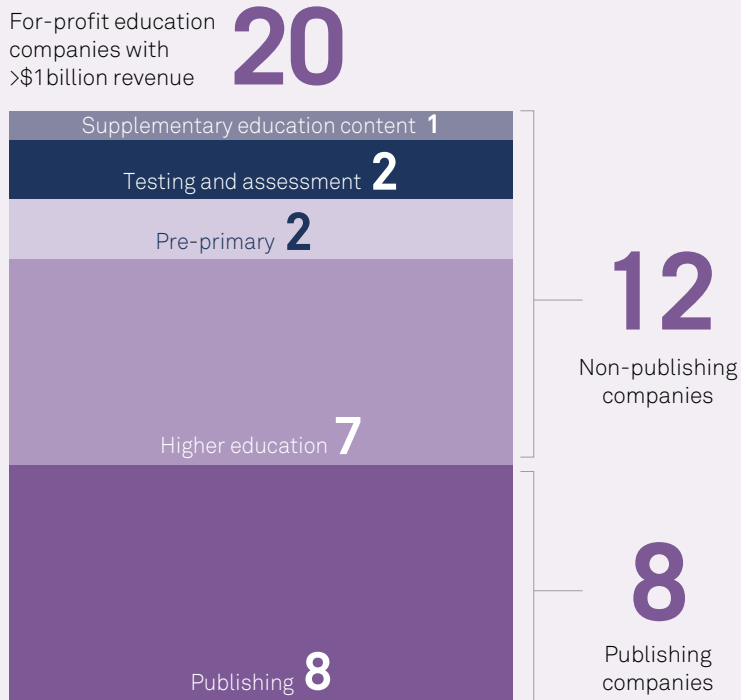 For-profit education
companies with
>$1billion revenue
20
Supplementary education content 1
Testing and assessment 2
Pre-primary 2
Higher education 7
12
Non-publishing
companies
Publishing 8
8
Publishing
companies